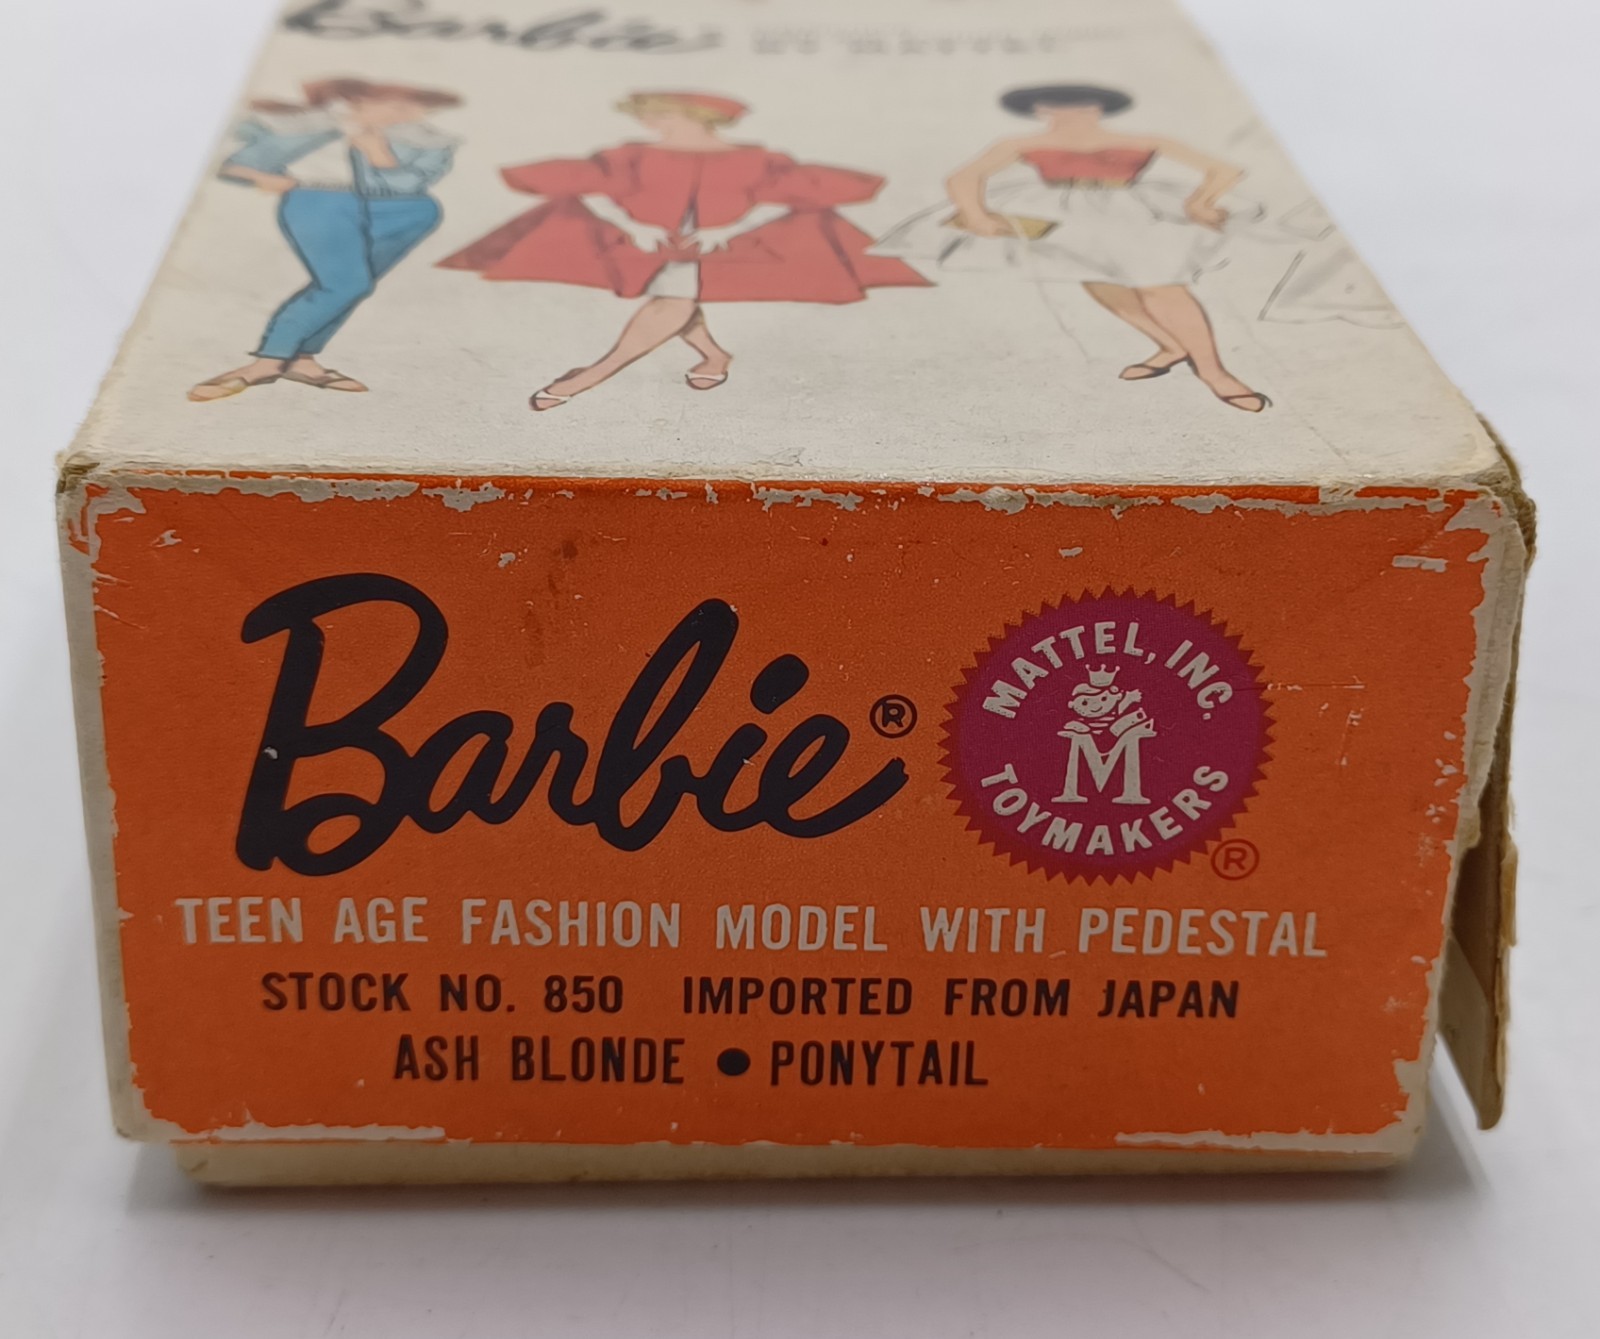 Barbie®
Barbie®
MATTEL, INC.
M
TOYMAKERS
®
TEEN AGE FASHION MODEL WITH PEDESTAL
STOCK NO. 850 IMPORTED FROM JAPAN
ASH BLONDE • PONYTAIL